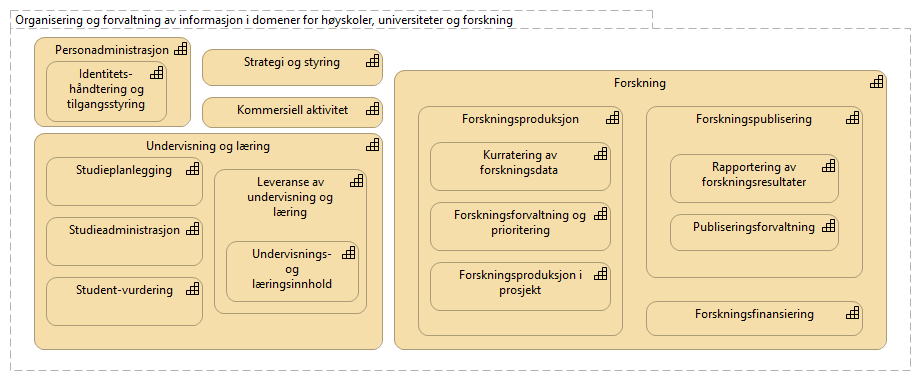 Organisering og forvaltning av informasjon i domener for høyskoler, universiteter og forskning
Personadministrasjon
Identitets-
håndtering og
tilgangsstyring
Strategi og styring
Kommersiell aktivitet
Undervisning og læring
Studieplanlegging
Studieadministrasjon
Student-vurdering
Leveranse av
undervisning og
læring
Undervisnings-
og
læringsinnhold
Forskning
Forskningsproduksjon
Kurratering av
forskningsdata
Forskningsforvaltning og
prioritering
Forskningsproduksjon i
prosjekt
Forskningspublisering
Rapportering av
forskningsresultater
Publiseringsforvaltning
Forskningsfinansiering